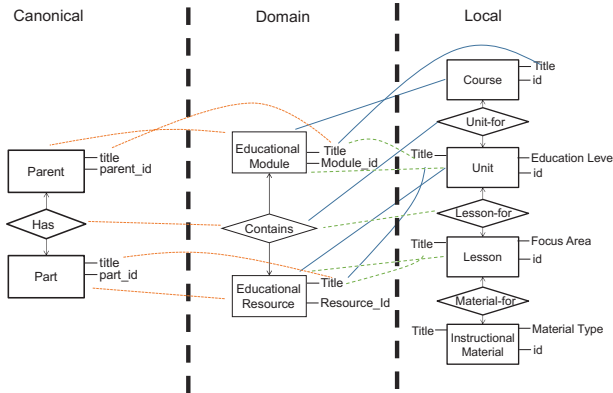 Canonical
Domain
Local
Title
Course
id
Unit-for
Educational
Module
Title
Module_id
Title
Unit
Education Leve
id
Parent
title
parent_id
Has
Contains
Lesson-for
Title
Focus Area
Lesson
id
Part
title
part_id
Educational
Resource
Title
Resource_Id
Material-for
Title
Instructional
Material
Material Type
id